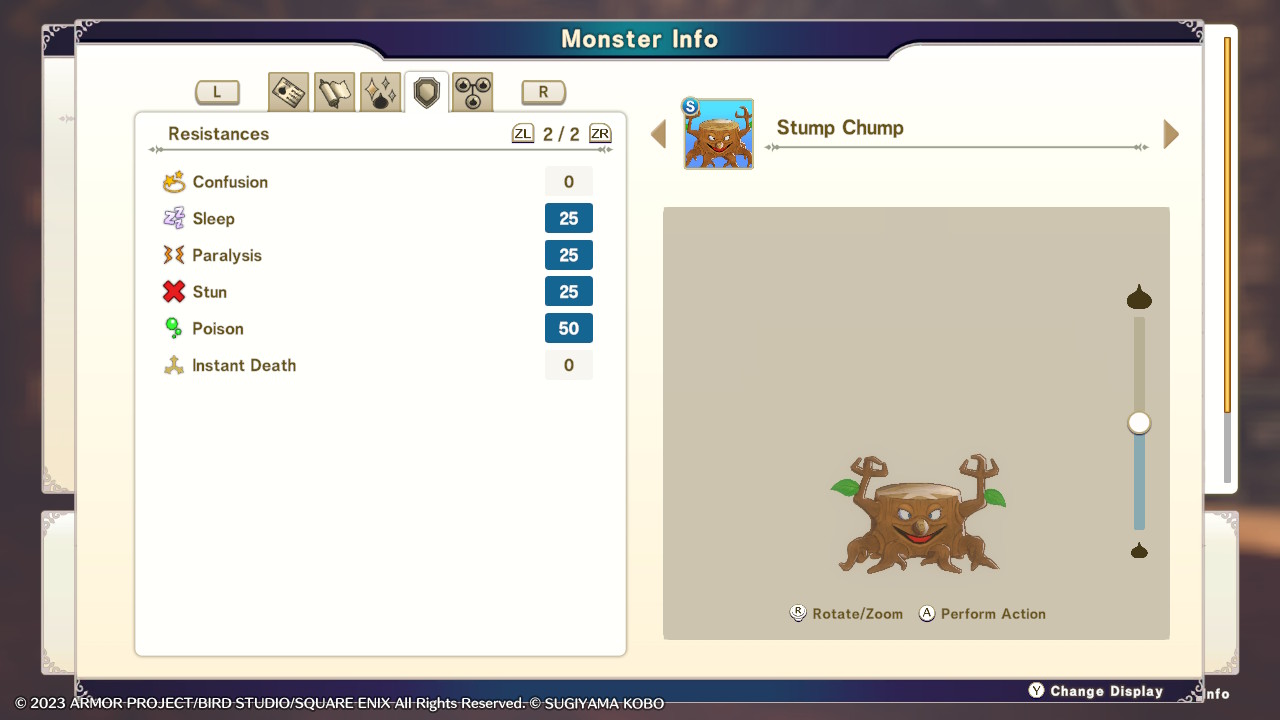 Monster Info
L
R
Resistances
ZL 2 / 2 ZR
Confusion 0
Sleep 25
Paralysis 25
Stun 25
Poison 50
Instant Death 0
S
Stump Chump
R Rotate/Zoom A Perform Action
Y Change Display
Info
© 2023 ARMOR PROJECT/BIRD STUDIO/SQUARE ENIX All Rights Reserved. © SUGIYAMA KOBO